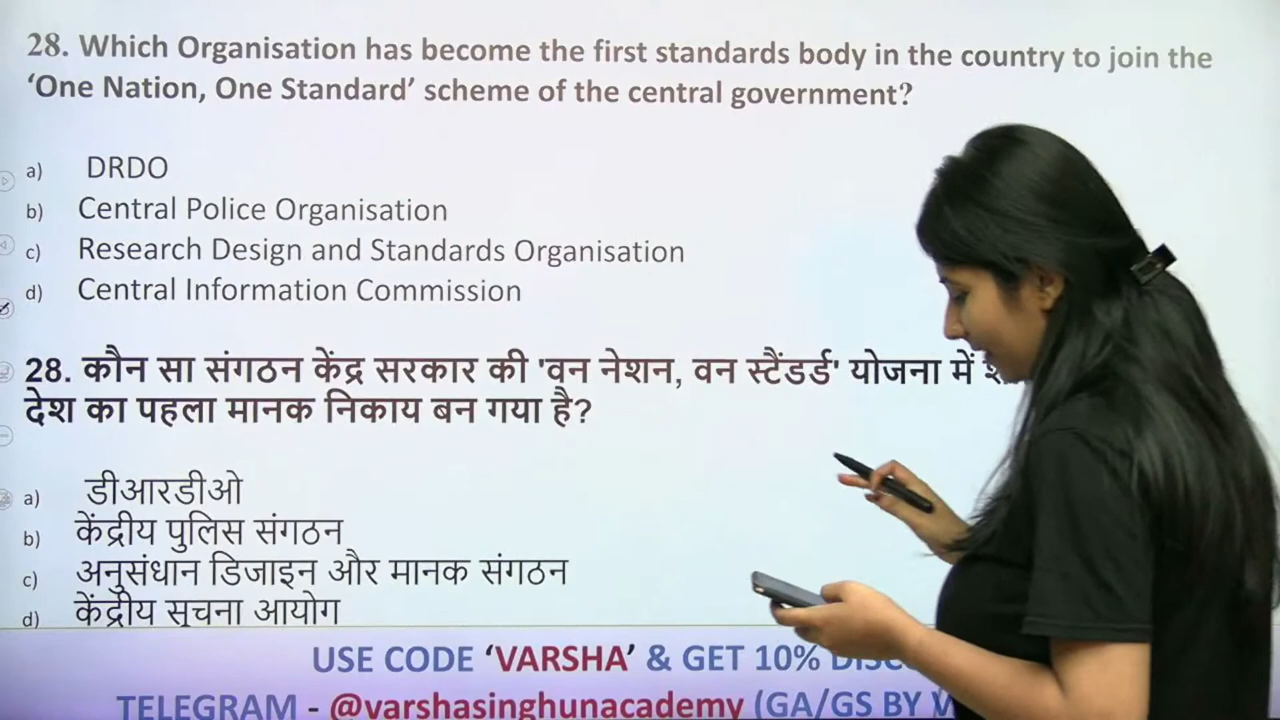 28. Which Organisation has become the first standards body in the country to join the
‘One Nation, One Standard’ scheme of the central government?
a) DRDO
b) Central Police Organisation
c) Research Design and Standards Organisation
d) Central Information Commission
28. कौन सा संगठन केंद्र सरकार की 'वन नेशन, वन स्टैंडर्ड' योजना में
देश का पहला मानक निकाय बन गया है?
a) डीआरडीओ
b) केंद्रीय पुलिस संगठन
c) अनुसंधान डिजाइन और मानक संगठन
d) केंद्रीय सूचना आयोग
USE CODE ‘VARSHA’ & GET 10%
TELEGRAM - @varshasinghunacademy (GA/GS BY